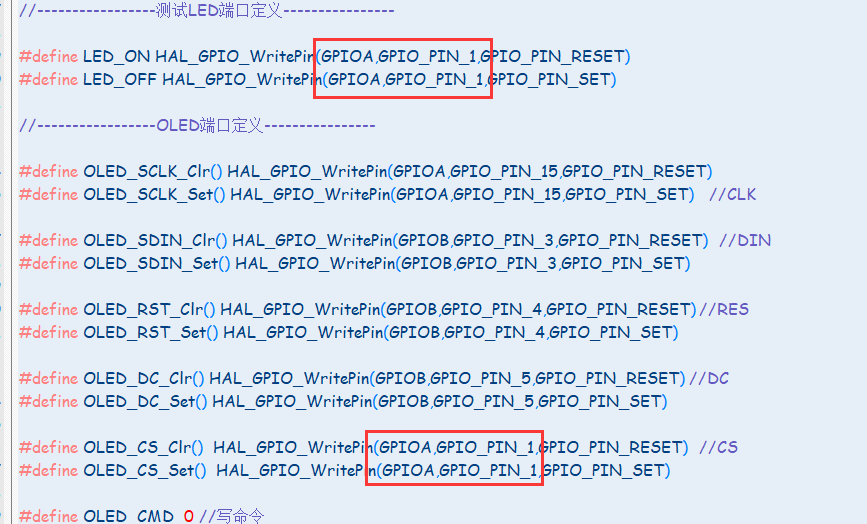 //-----------------测试LED端口定义----------------
#define LED_ON HAL_GPIO_WritePin(GPIOA,GPIO_PIN_1,GPIO_PIN_RESET)
#define LED_OFF HAL_GPIO_WritePin(GPIOA,GPIO_PIN_1,GPIO_PIN_SET)
//-----------------OLED端口定义----------------
#define OLED_SCLK_Clr() HAL_GPIO_WritePin(GPIOA,GPIO_PIN_15,GPIO_PIN_RESET)
#define OLED_SCLK_Set() HAL_GPIO_WritePin(GPIOA,GPIO_PIN_15,GPIO_PIN_SET) //CLK
#define OLED_SDIN_Clr() HAL_GPIO_WritePin(GPIOB,GPIO_PIN_3,GPIO_PIN_RESET) //DIN
#define OLED_SDIN_Set() HAL_GPIO_WritePin(GPIOB,GPIO_PIN_3,GPIO_PIN_SET)
#define OLED_RST_Clr() HAL_GPIO_WritePin(GPIOB,GPIO_PIN_4,GPIO_PIN_RESET)//RES
#define OLED_RST_Set() HAL_GPIO_WritePin(GPIOB,GPIO_PIN_4,GPIO_PIN_SET)
#define OLED_DC_Clr() HAL_GPIO_WritePin(GPIOB,GPIO_PIN_5,GPIO_PIN_RESET)//DC
#define OLED_DC_Set() HAL_GPIO_WritePin(GPIOB,GPIO_PIN_5,GPIO_PIN_SET)
#define OLED_CS_Clr() HAL_GPIO_WritePin(GPIOA,GPIO_PIN_1,GPIO_PIN_RESET) //CS
#define OLED_CS_Set() HAL_GPIO_WritePin(GPIOA,GPIO_PIN_1,GPIO_PIN_SET)
#define OLED_CMD 0 //写命令